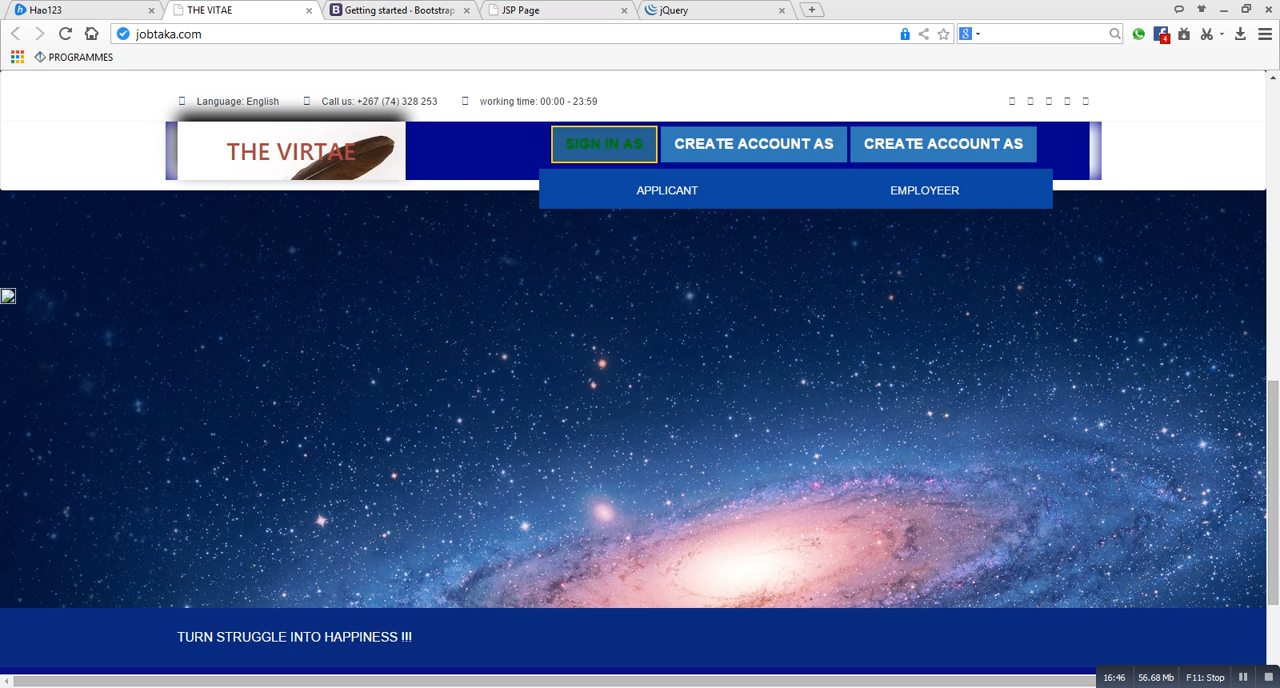 Hao123
THE VITAE
Getting started · Bootstrap
JSP Page
jQuery
jobtaka.com
8
4
PROGRAMMES
Language: English
Call us: +267 (74) 328 253
working time: 00:00 - 23:59
THE VIRTAE
SIGN IN AS
CREATE ACCOUNT AS
CREATE ACCOUNT AS
APPLICANT
EMPLOYEER
TURN STRUGGLE INTO HAPPINESS !!!
16:46
56.68 Mb
F11: Stop